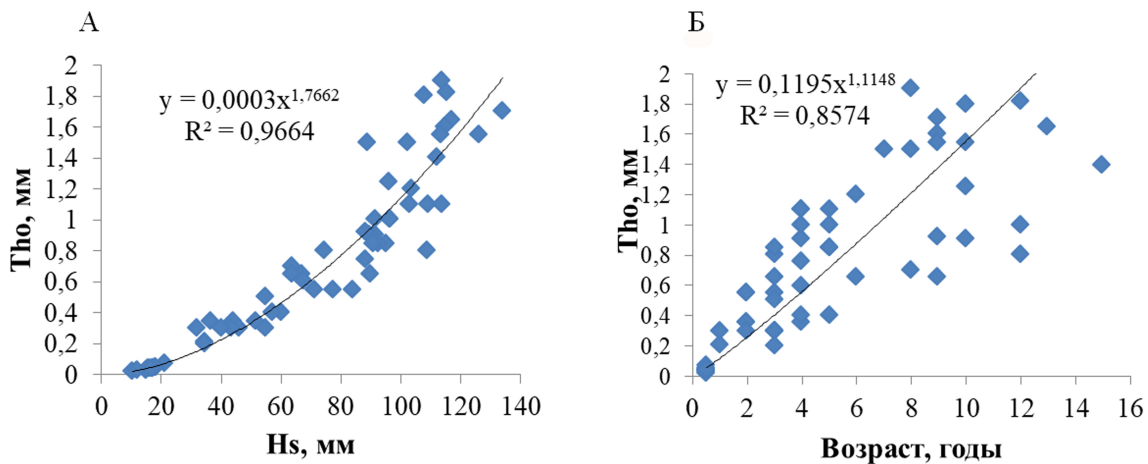 А
y = 0,0003x^1,7662
R² = 0,9664
Tho, мм
2
1,8
1,6
1,4
1,2
1
0,8
0,6
0,4
0,2
0
0 20 40 60 80 100 120 140
Hs, мм
Б
y = 0,1195x^1,1148
R² = 0,8574
Tho, мм
2
1,8
1,6
1,4
1,2
1
0,8
0,6
0,4
0,2
0
0 2 4 6 8 10 12 14 16
Возраст, годы